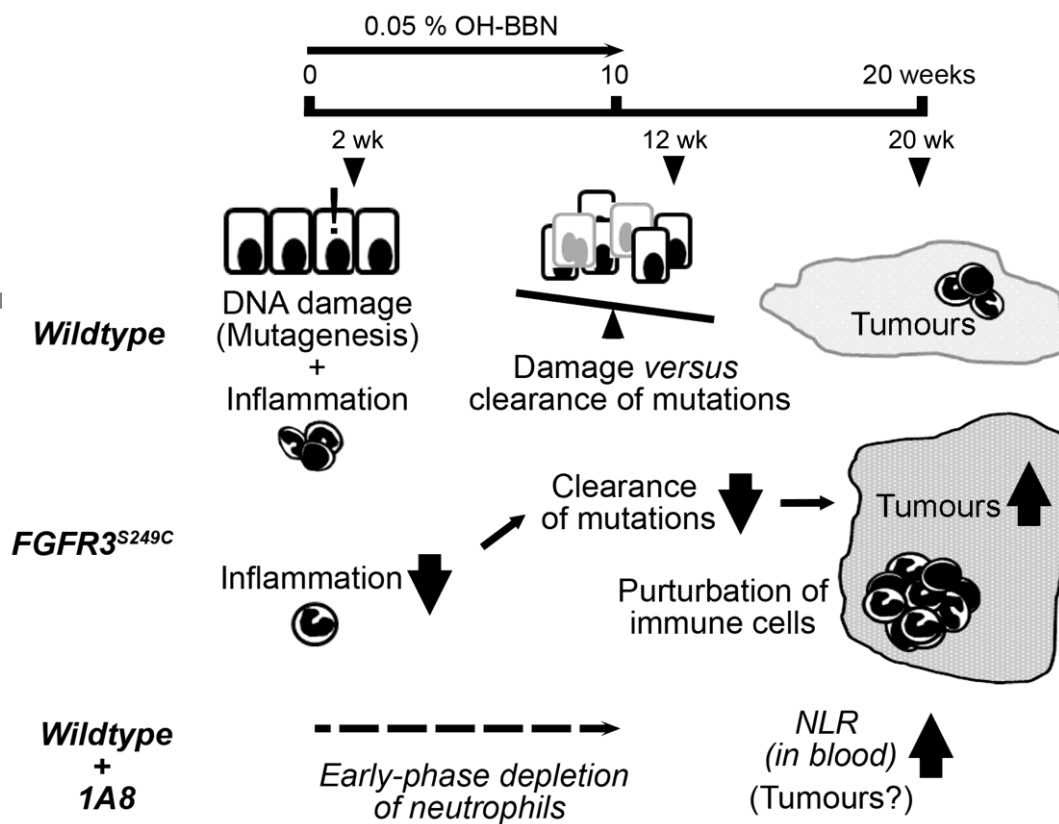 0.05 % OH-BBN
0 10 20 weeks
2 wk 12 wk 20 wk
!
Wildtype
DNA damage
(Mutagenesis)
+
Inflammation
Damage versus
clearance of mutations
Tumours
FGFR3S249C
Inflammation
Clearance
of mutations
Purturbation of
immune cells
Tumours
Wildtype
+
1A8
Early-phase depletion
of neutrophils
NLR
(in blood)
(Tumours?)